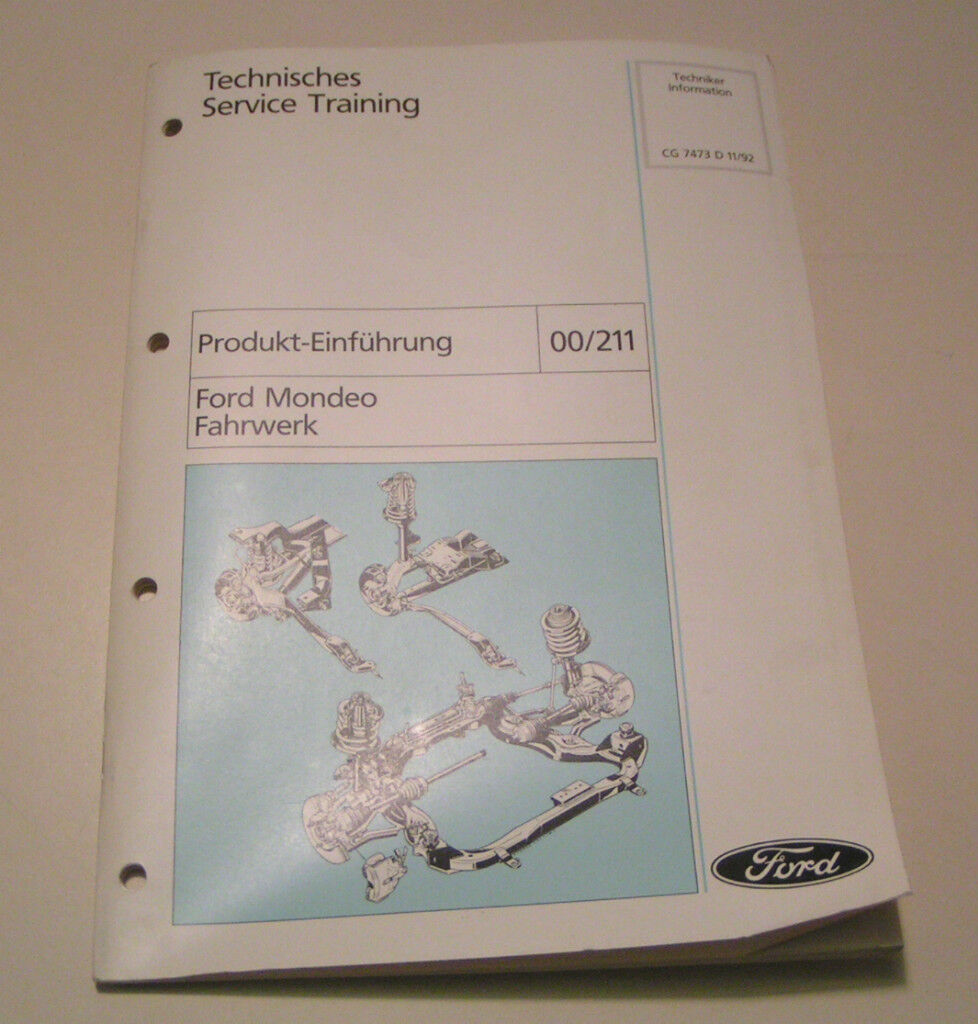 Technisches
Service Training
Techniker
Information
CG 7473 D 11/92
Produkt-Einführung
00/211
Ford Mondeo
Fahrwerk
Ford